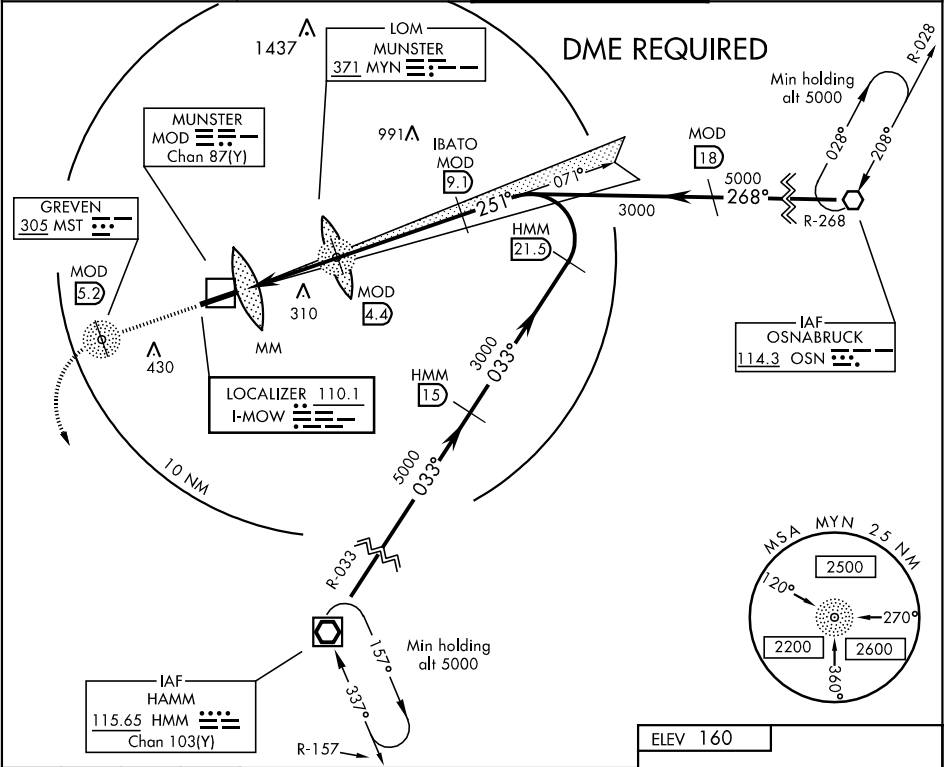 DME REQUIRED
1437
LOM
MUNSTER
371 MYN
MUNSTER
MOD
Chan 87(Y)
991
IBATO
MOD
9.1
071°
251°
MOD
18
5000
268°
3000
R-268
Min holding
alt 5000
028°
208°
R-028
GREVEN
305 MST
MOD
5.2
HMM
21.5
310
MOD
4.4
430
MM
IAF
OSNABRUCK
114.3 OSN
LOCALIZER 110.1
I-MOW
HMM
15
3000
033°
5000
033°
10 NM
R-033
157°
337°
Min holding
alt 5000
R-157
IAF
HAMM
115.65 HMM
Chan 103(Y)
MSA MYN 25 NM
2500
120°
270°
2200
2600
360°
ELEV 160